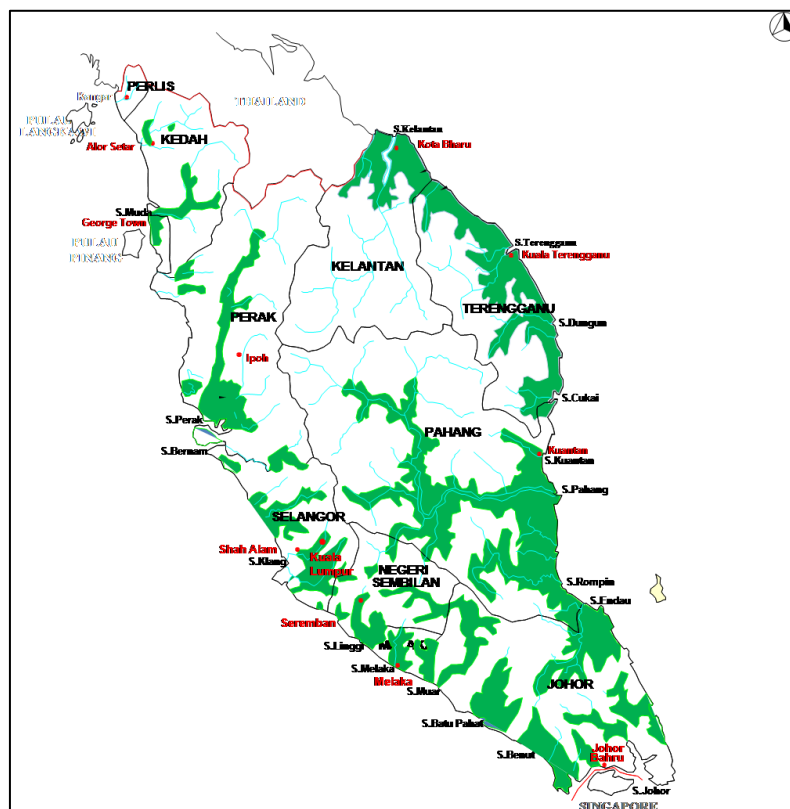 PERLIS
Kangar
THAILAND
PULAU
LANGKAWI
S.Kelantan
KEDAH
Alor Setar
Kota Bharu
S.Muda
George Town
PULAU
PINANG
S.Terengganu
Kuala Terengganu
KELANTAN
TERENGGANU
PERAK
S.Dungun
Ipoh
S.Cukai
S.Perak
PAHANG
S.Bernam
Kuantan
S.Kuantan
S.Pahang
SELANGOR
Shah Alam
S.Klang
Kuala
Lumpur
NEGERI
SEMBILAN
S.Rompin
S.Endau
Seremban
S.Linggi
S.Melaka
Melaka
JOHOR
S.Muar
S.Batu Pahat
S.Benut
Johor
Bahru
S.Johor
SINGAPORE